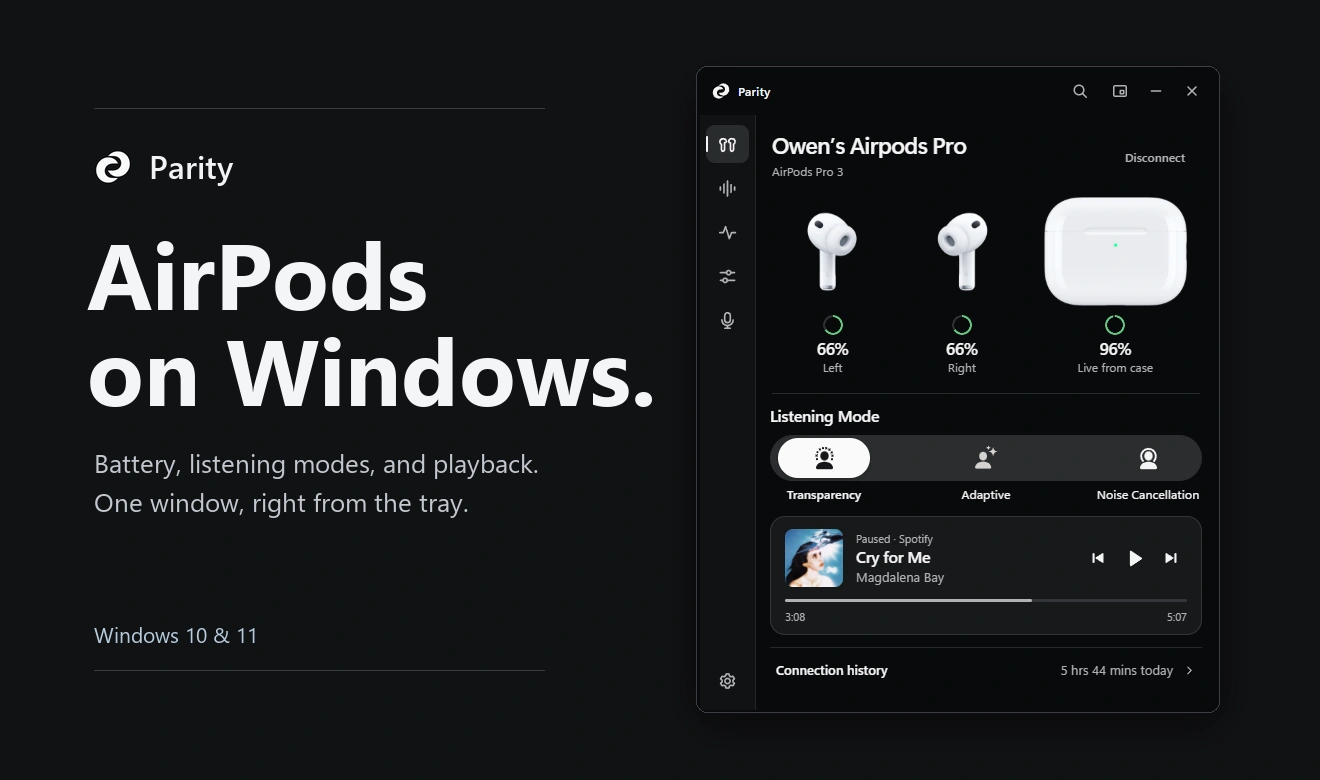 Parity
AirPods
on Windows.
Battery, listening modes, and playback.
One window, right from the tray.
Windows 10 & 11
Parity
Owen’s Airpods Pro
AirPods Pro 3
Disconnect
66%
Left
66%
Right
96%
Live from case
Listening Mode
Transparency
Adaptive
Noise Cancellation
Paused · Spotify
Cry for Me
Magdalena Bay
3:08
5:07
Connection history
5 hrs 44 mins today